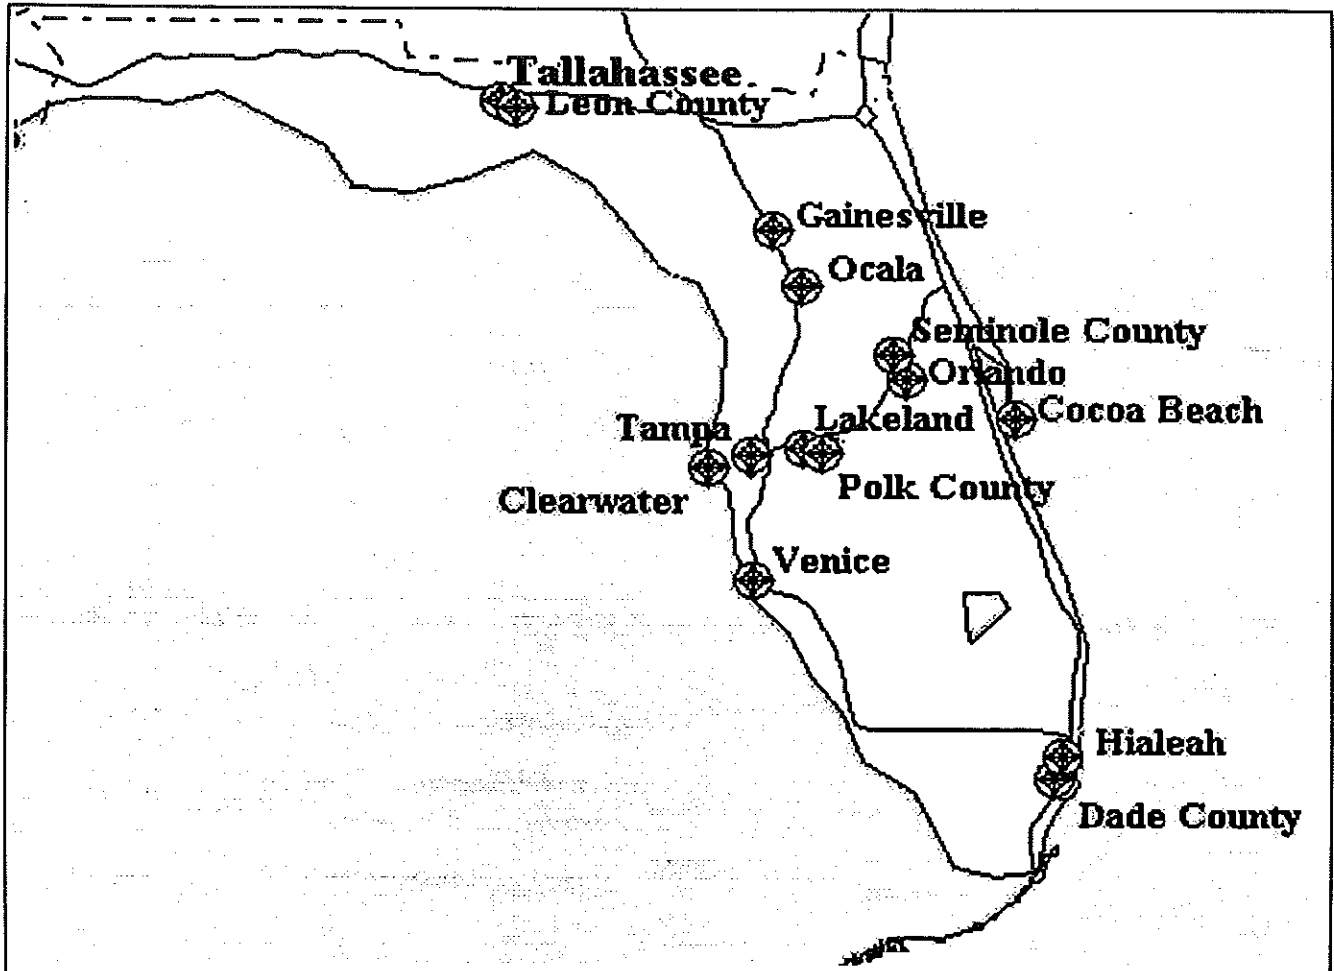 Tallahassee
Leon County
Gainesville
Ocala
Seminole County
Orlando
Cocoa Beach
Lakeland
Tampa
Polk County
Clearwater
Venice
Hialeah
Dade County